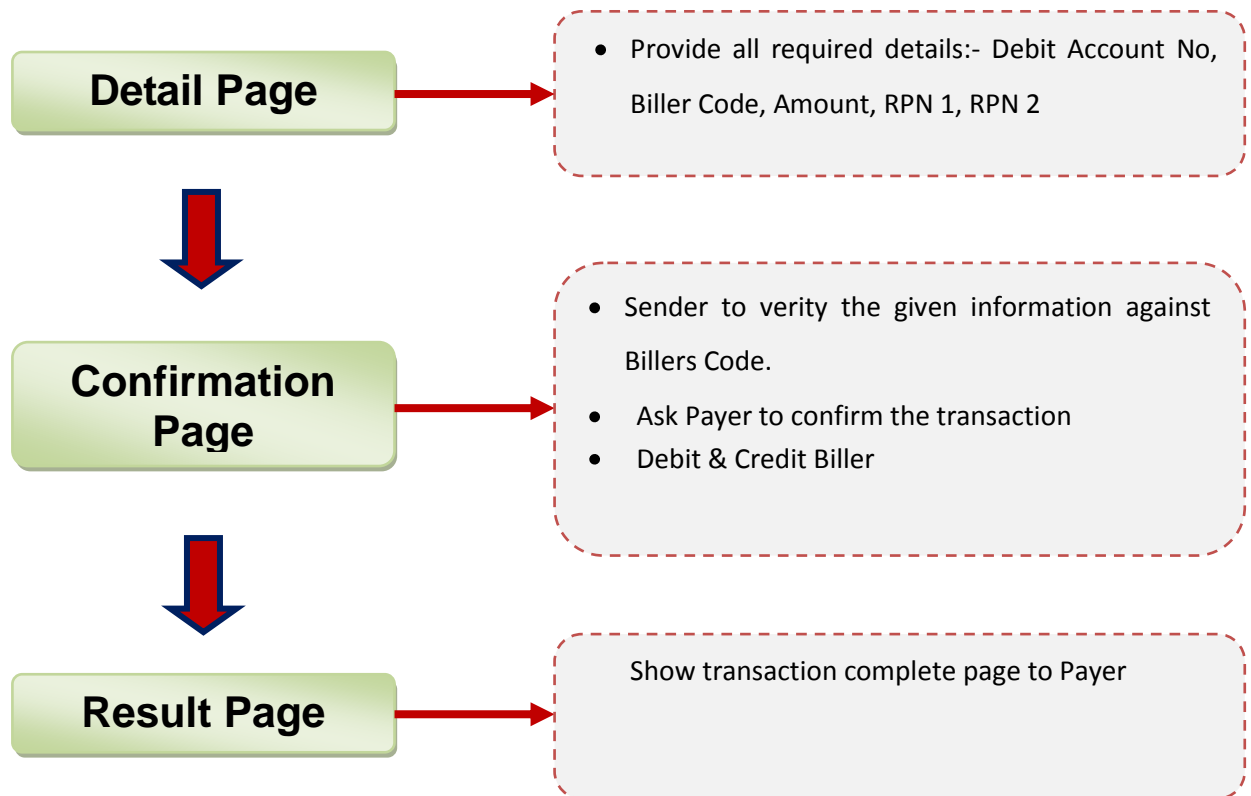 Detail Page
• Provide all required details:- Debit Account No,
Biller Code, Amount, RPN 1, RPN 2
Confirmation
Page
• Sender to verity the given information against
Billers Code.
• Ask Payer to confirm the transaction
• Debit & Credit Biller
Result Page
Show transaction complete page to Payer